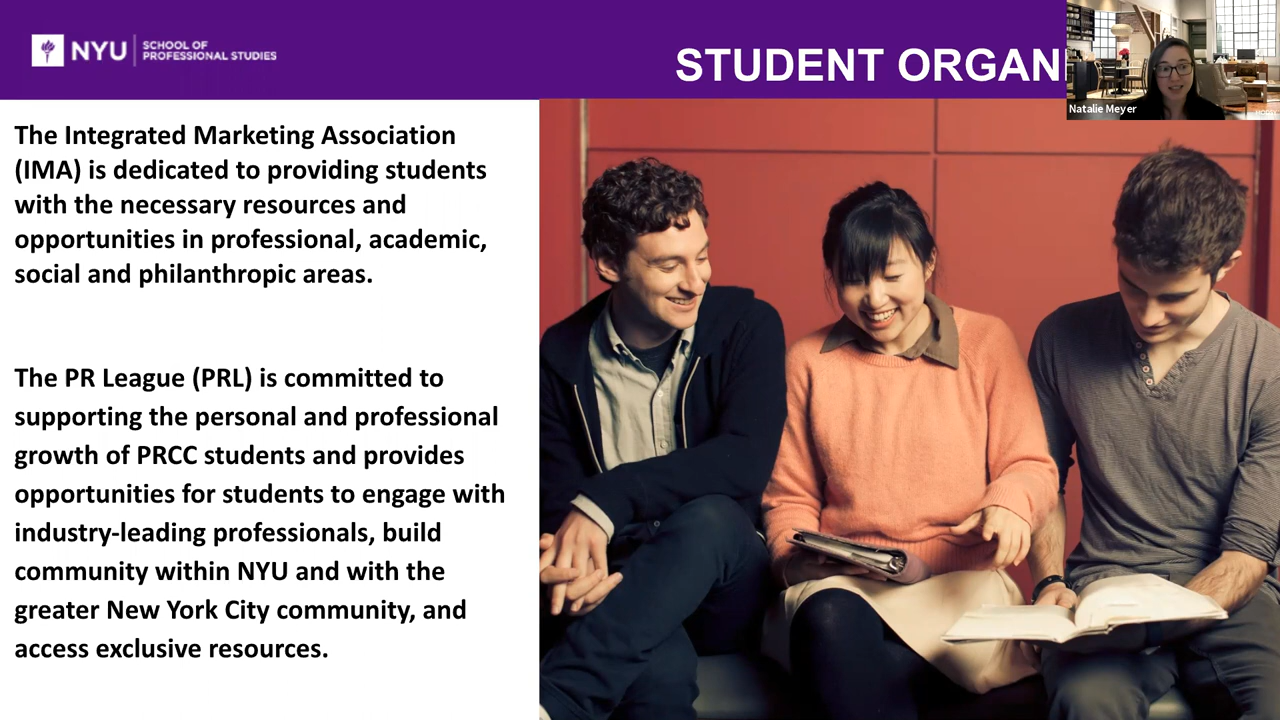 NYU
SCHOOL OF
PROFESSIONAL STUDIES
STUDENT ORGAN
Natalie Meyer
The Integrated Marketing Association
(IMA) is dedicated to providing students
with the necessary resources and
opportunities in professional, academic,
social and philanthropic areas.
The PR League (PRL) is committed to
supporting the personal and professional
growth of PRCC students and provides
opportunities for students to engage with
industry-leading professionals, build
community within NYU and with the
greater New York City community, and
access exclusive resources.